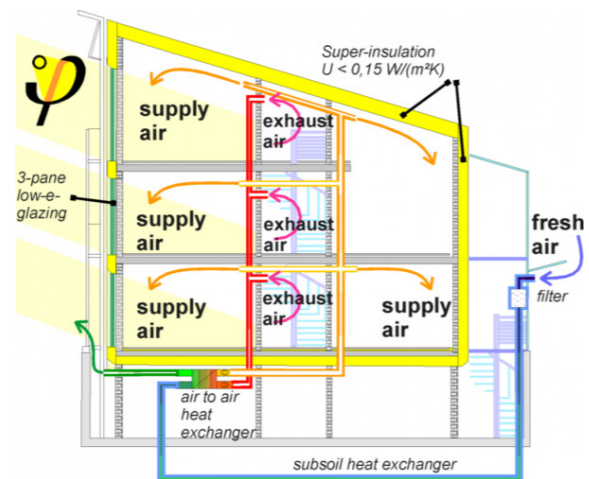 Super-insulation
U < 0,15 W/(m²K)
supply
air
exhaust
air
3-pane
low-e-
glazing
supply
air
exhaust
air
fresh
air
filter
supply
air
exhaust
air
supply
air
air to air
heat
exchanger
subsoil heat exchanger